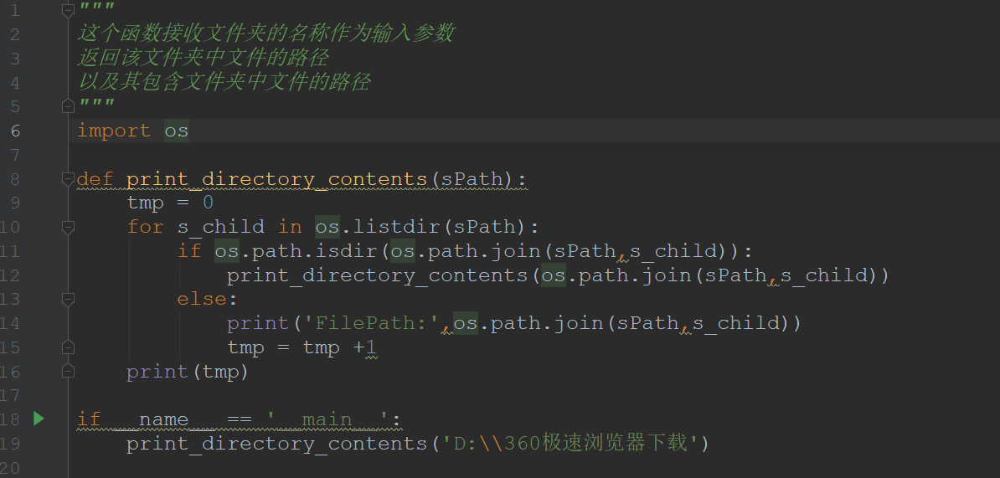 1 """
2 这个函数接收文件夹的名称作为输入参数
3 返回该文件夹中文件的路径
4 以及其包含文件夹中文件的路径
5 """
6 import os
7
8 def print_directory_contents(sPath):
9     tmp = 0
10     for s_child in os.listdir(sPath):
11         if os.path.isdir(os.path.join(sPath,s_child)):
12             print_directory_contents(os.path.join(sPath,s_child))
13         else:
14             print('FilePath:',os.path.join(sPath,s_child))
15             tmp = tmp +1
16     print(tmp)
17
18 if __name__ == '__main__':
19     print_directory_contents('D:\\360极速浏览器下载')
20